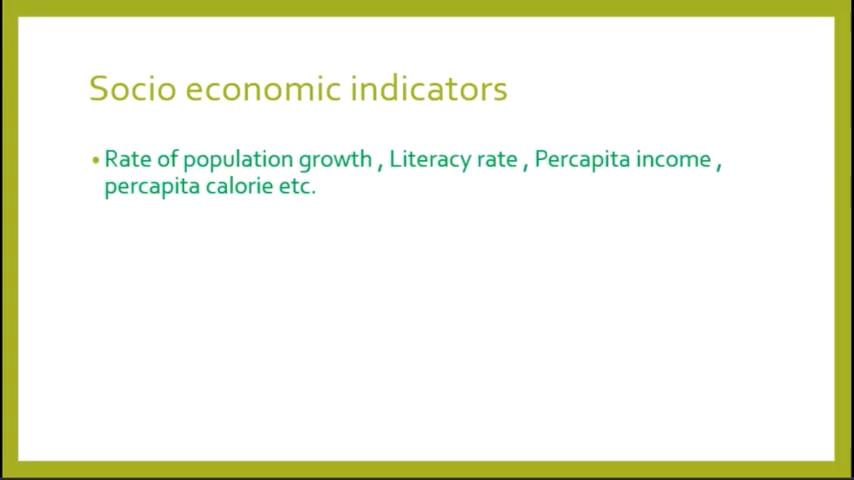 Socio economic indicators
• Rate of population growth , Literacy rate , Percapita income ,
percapita calorie etc.